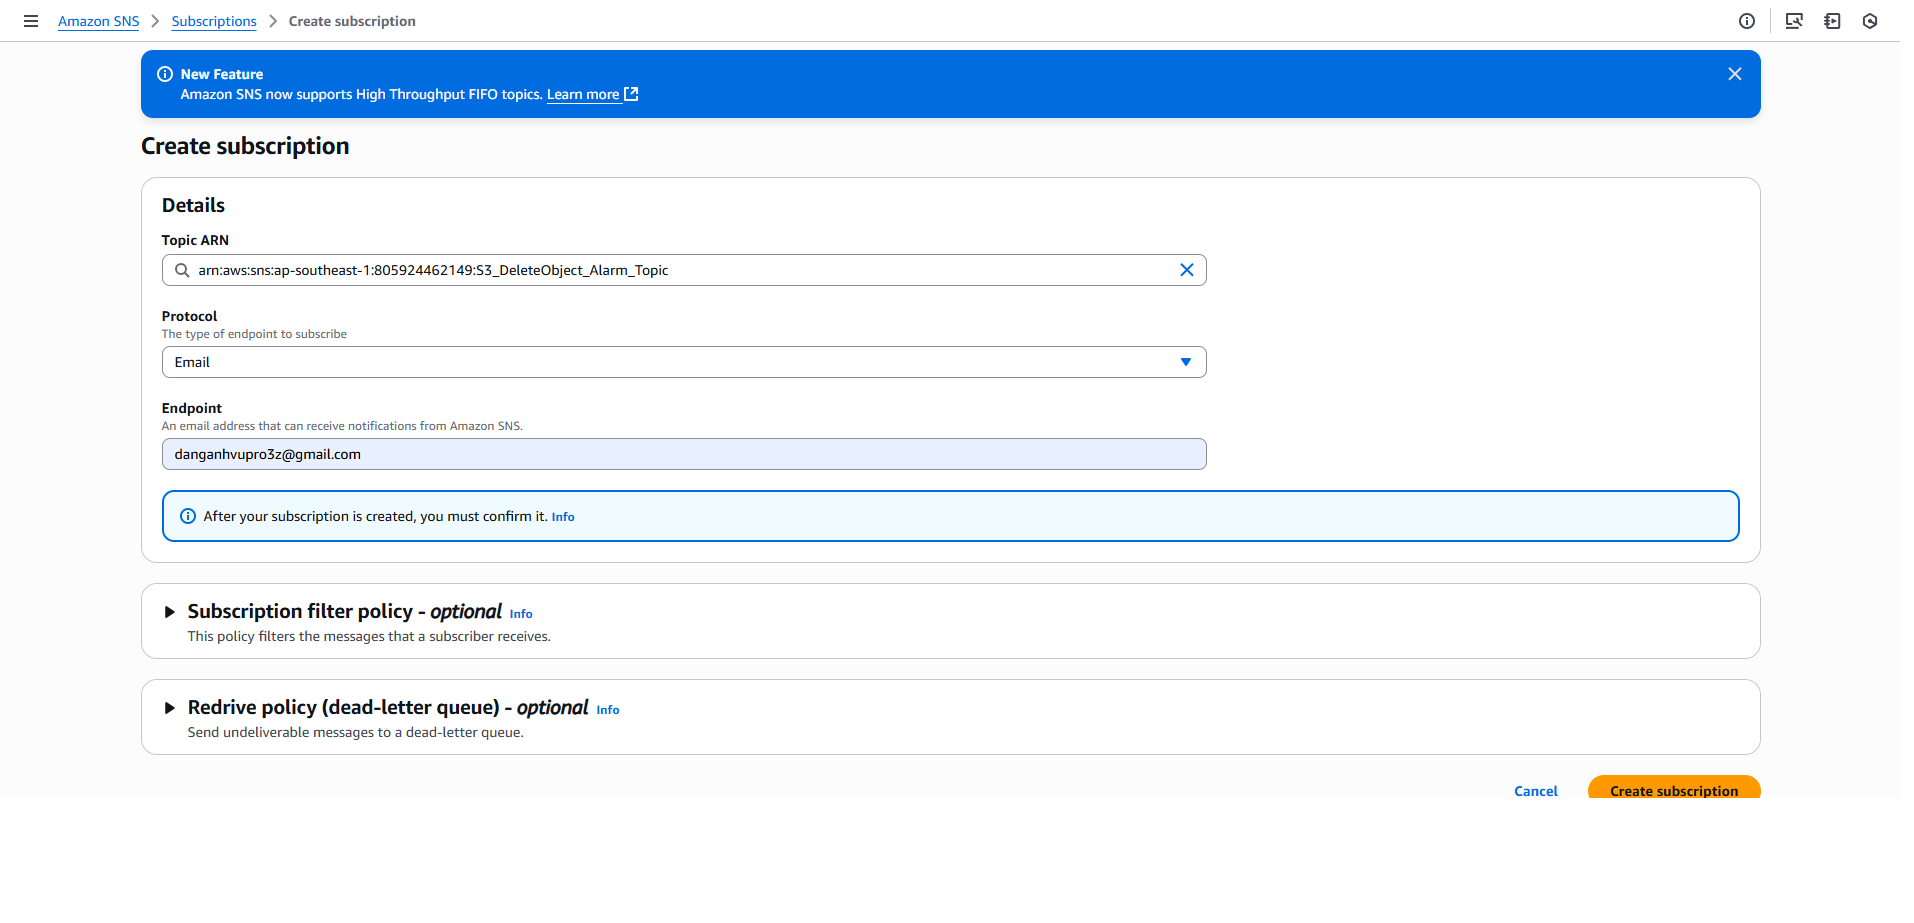 Amazon SNS > Subscriptions > Create subscription
New Feature
Amazon SNS now supports High Throughput FIFO topics. Learn more
Create subscription
Details
Topic ARN
arn:aws:sns:ap-southeast-1:805924462149:S3_DeleteObject_Alarm_Topic
Protocol
The type of endpoint to subscribe
Email
Endpoint
An email address that can receive notifications from Amazon SNS.
danganhvupro3z@gmail.com
After your subscription is created, you must confirm it. Info
Subscription filter policy - optional Info
This policy filters the messages that a subscriber receives.
Redrive policy (dead-letter queue) - optional Info
Send undeliverable messages to a dead-letter queue.
Cancel Create subscription